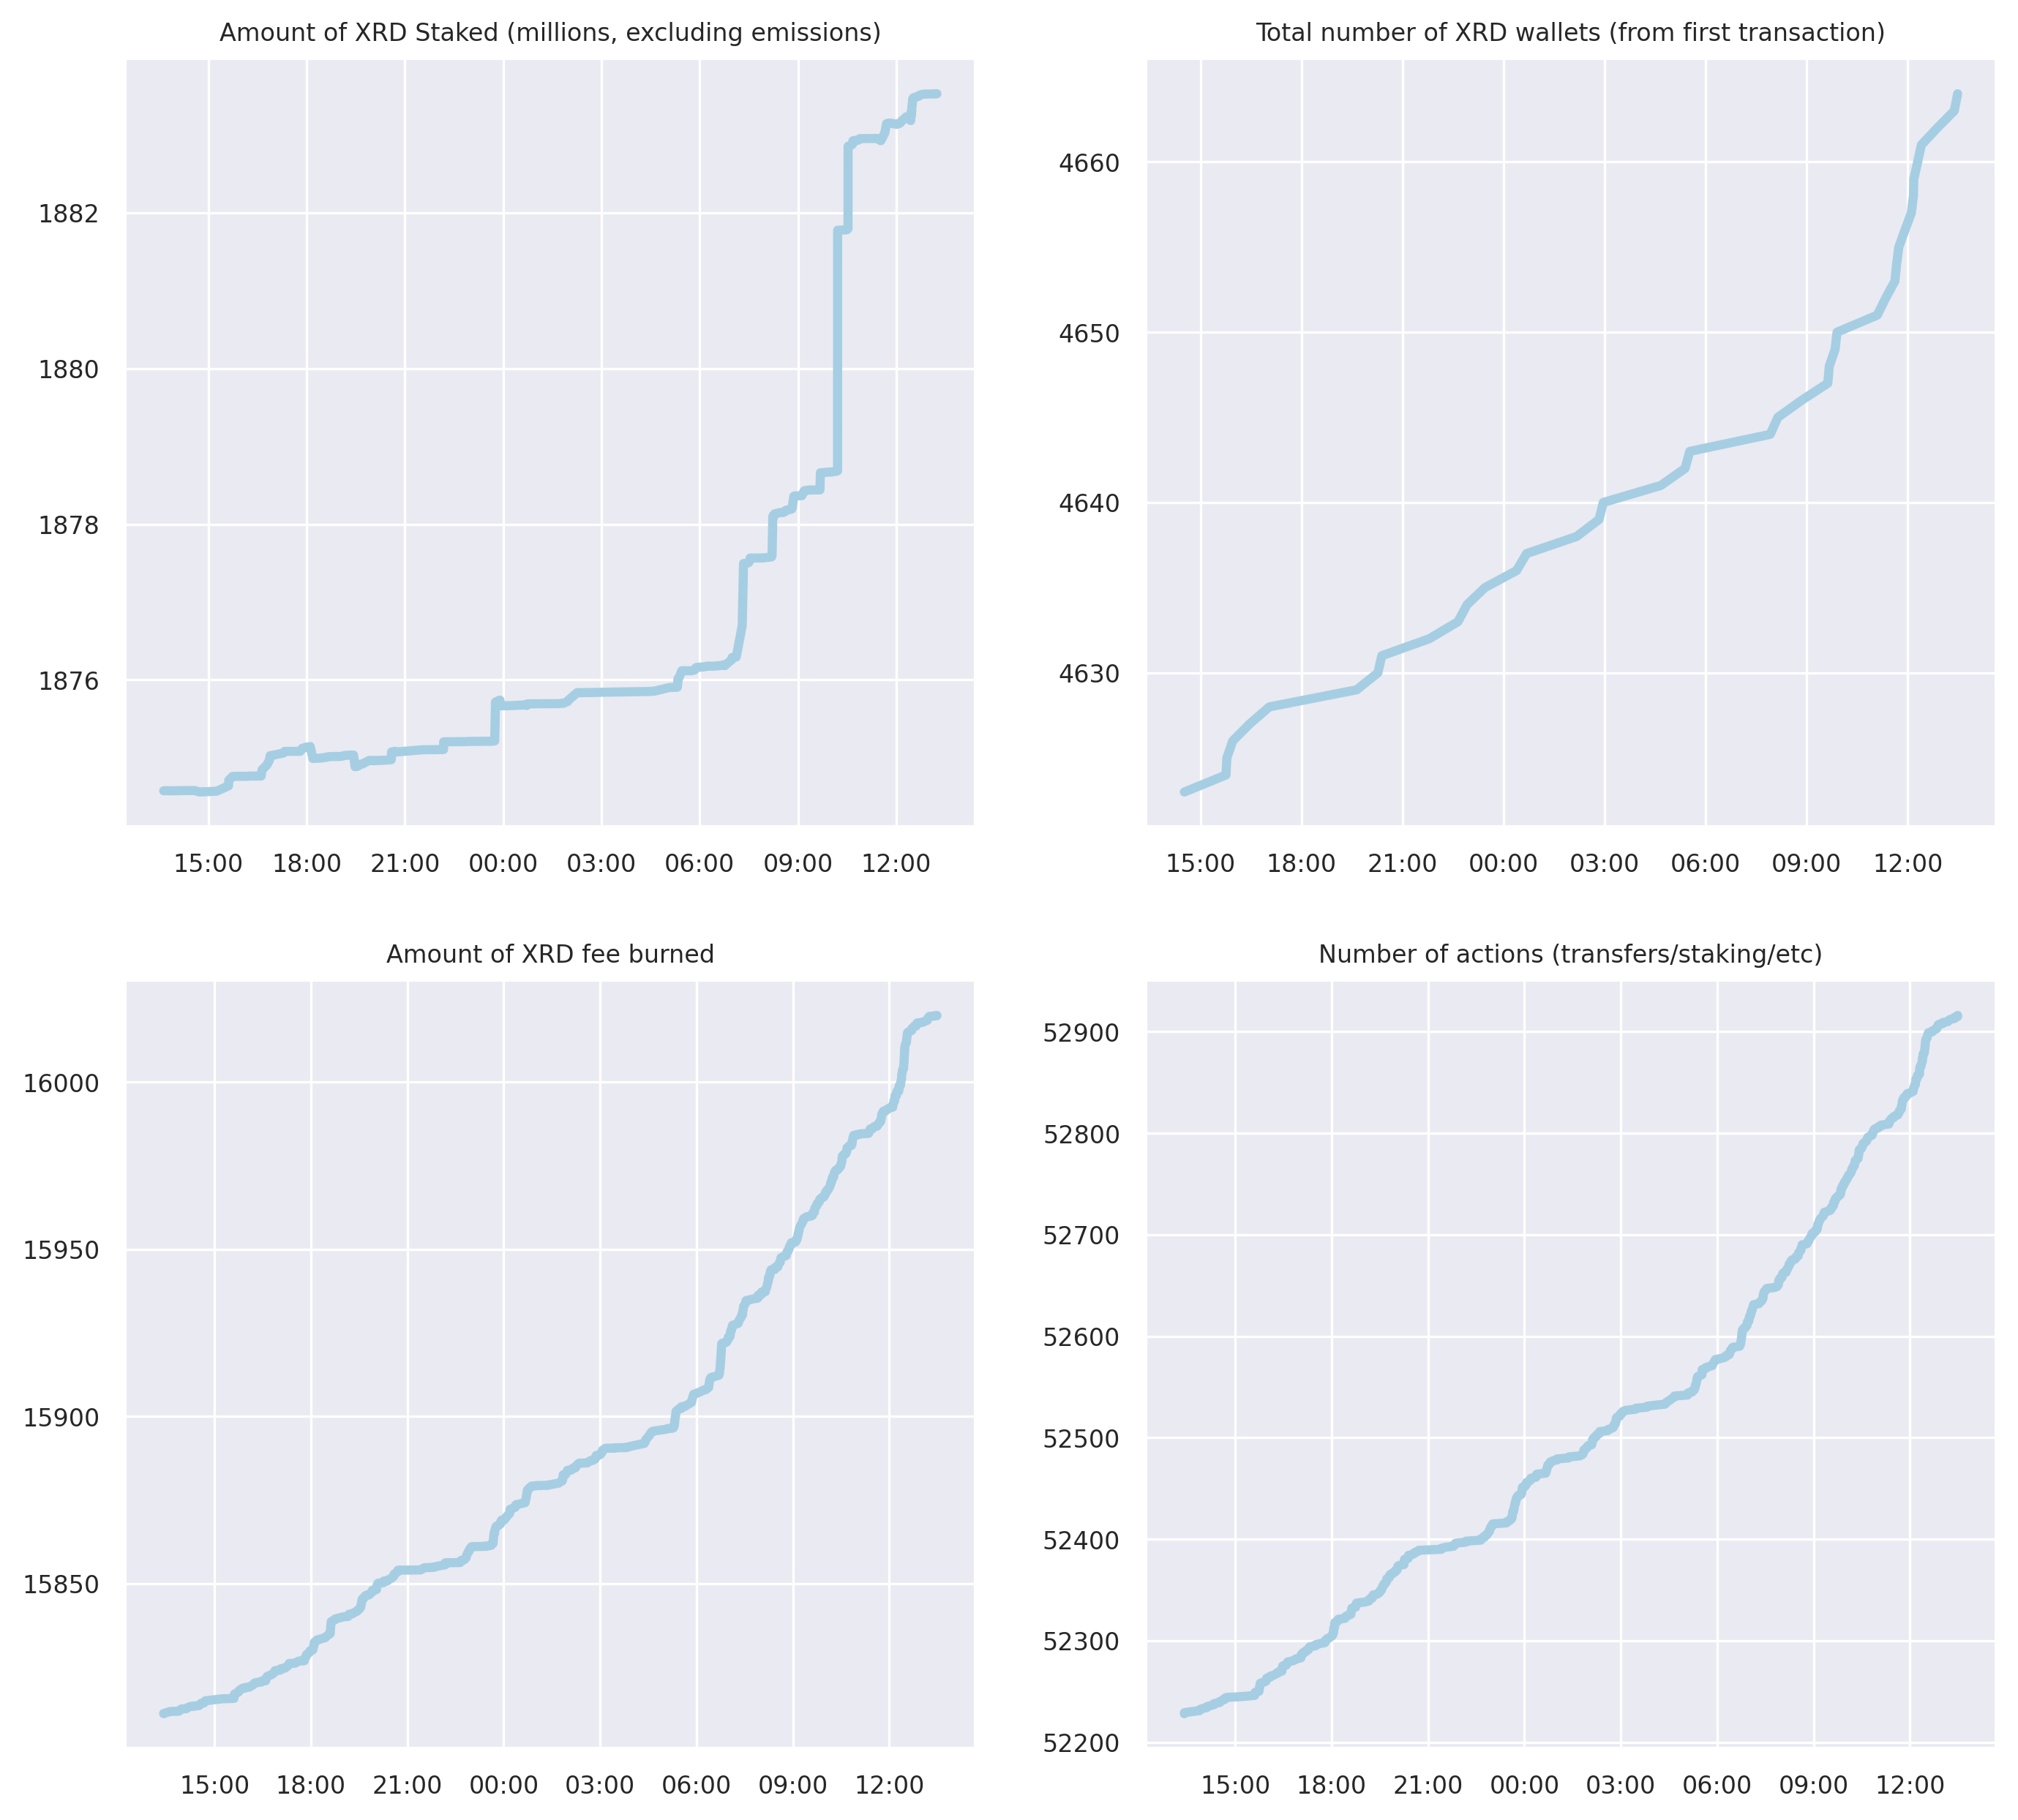 Amount of XRD Staked (millions, excluding emissions)
1882
1880
1878
1876
15:00 18:00 21:00 00:00 03:00 06:00 09:00 12:00
Total number of XRD wallets (from first transaction)
4660
4650
4640
4630
15:00 18:00 21:00 00:00 03:00 06:00 09:00 12:00
Amount of XRD fee burned
16000
15950
15900
15850
15:00 18:00 21:00 00:00 03:00 06:00 09:00 12:00
Number of actions (transfers/staking/etc)
52900
52800
52700
52600
52500
52400
52300
52200
15:00 18:00 21:00 00:00 03:00 06:00 09:00 12:00